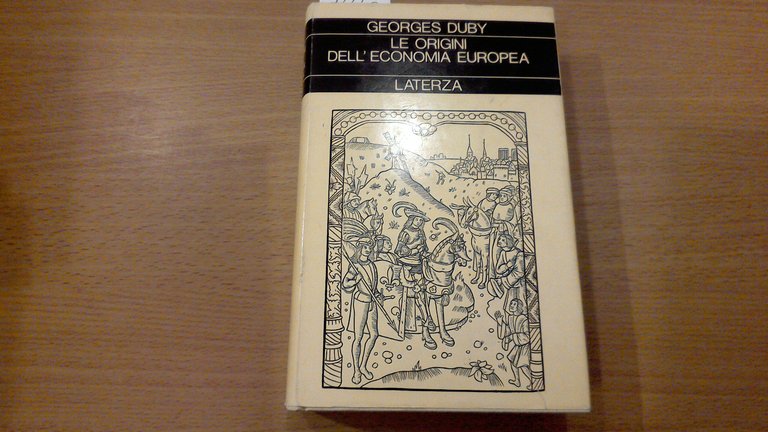 GEORGES DUBY
LE ORIGINI
DELL'ECONOMIA EUROPEA
LATERZA